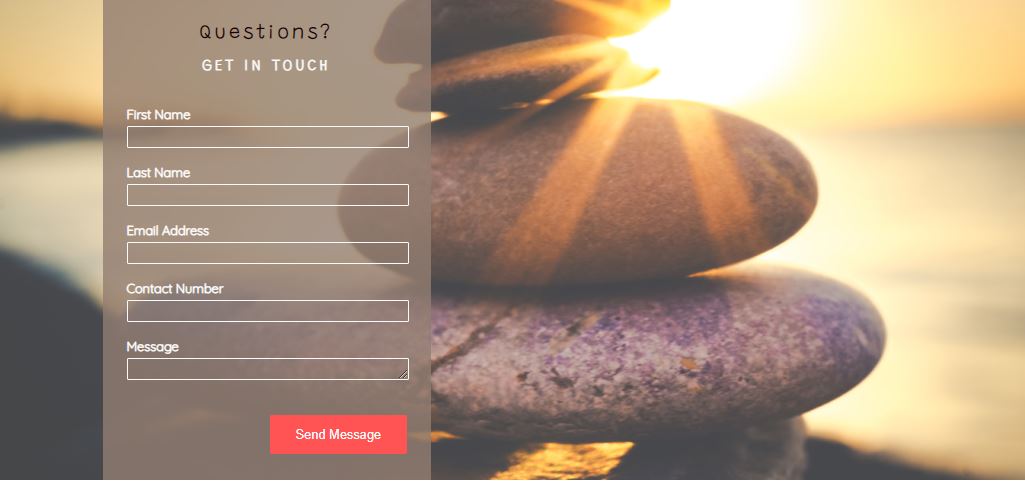 Questions?
GET IN TOUCH
First Name
Last Name
Email Address
Contact Number
Message
Send Message